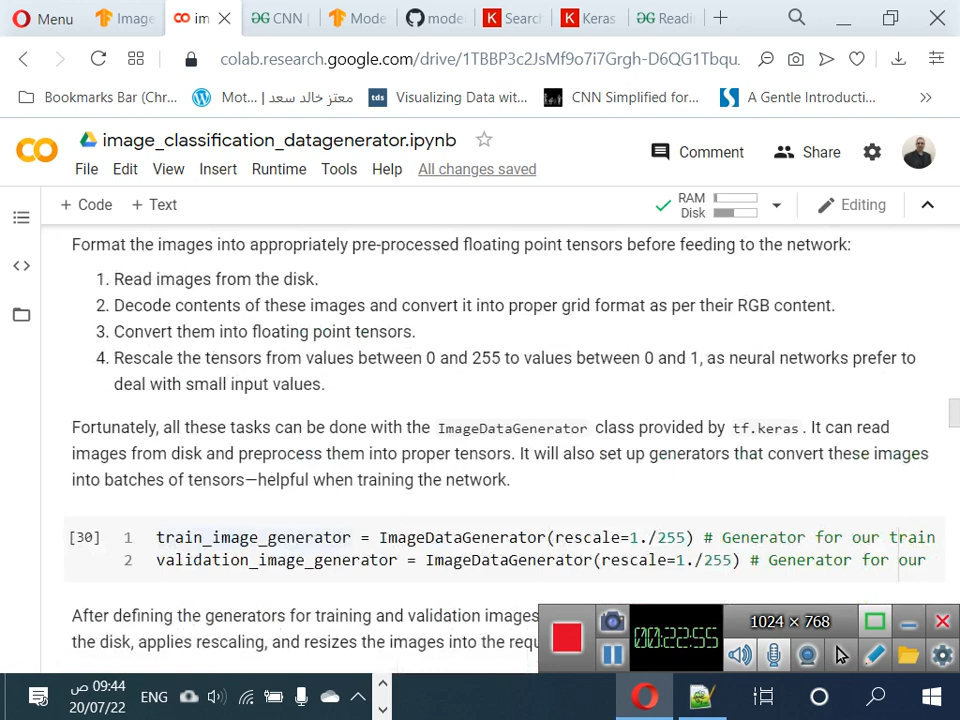 Menu Image im CNN Mode mode Search Keras Readi
colab.research.google.com/drive/1TBBP3c2JsMf9o7i7Grgh-D6QG1Tbqu.
Bookmarks Bar (Chr... Mot... | معتز خالد سعد tds Visualizing Data wit... CNN Simplified for... A Gentle Introducti...
image_classification_datagenerator.ipynb
Comment Share
File Edit View Insert Runtime Tools Help All changes saved
+ Code + Text RAM Disk Editing
Format the images into appropriately pre-processed floating point tensors before feeding to the network:
1. Read images from the disk.
2. Decode contents of these images and convert it into proper grid format as per their RGB content.
3. Convert them into floating point tensors.
4. Rescale the tensors from values between 0 and 255 to values between 0 and 1, as neural networks prefer to
deal with small input values.
Fortunately, all these tasks can be done with the ImageDataGenerator class provided by tf.keras. It can read
images from disk and preprocess them into proper tensors. It will also set up generators that convert these images
into batches of tensors—helpful when training the network.
[30] 1 train_image_generator = ImageDataGenerator(rescale=1./255) # Generator for our train
2 validation_image_generator = ImageDataGenerator(rescale=1./255) # Generator for our
After defining the generators for training and validation images
the disk, applies rescaling, and resizes the images into the requ
1024 × 768
00:22:55
09:44 ص
ENG
20/07/22